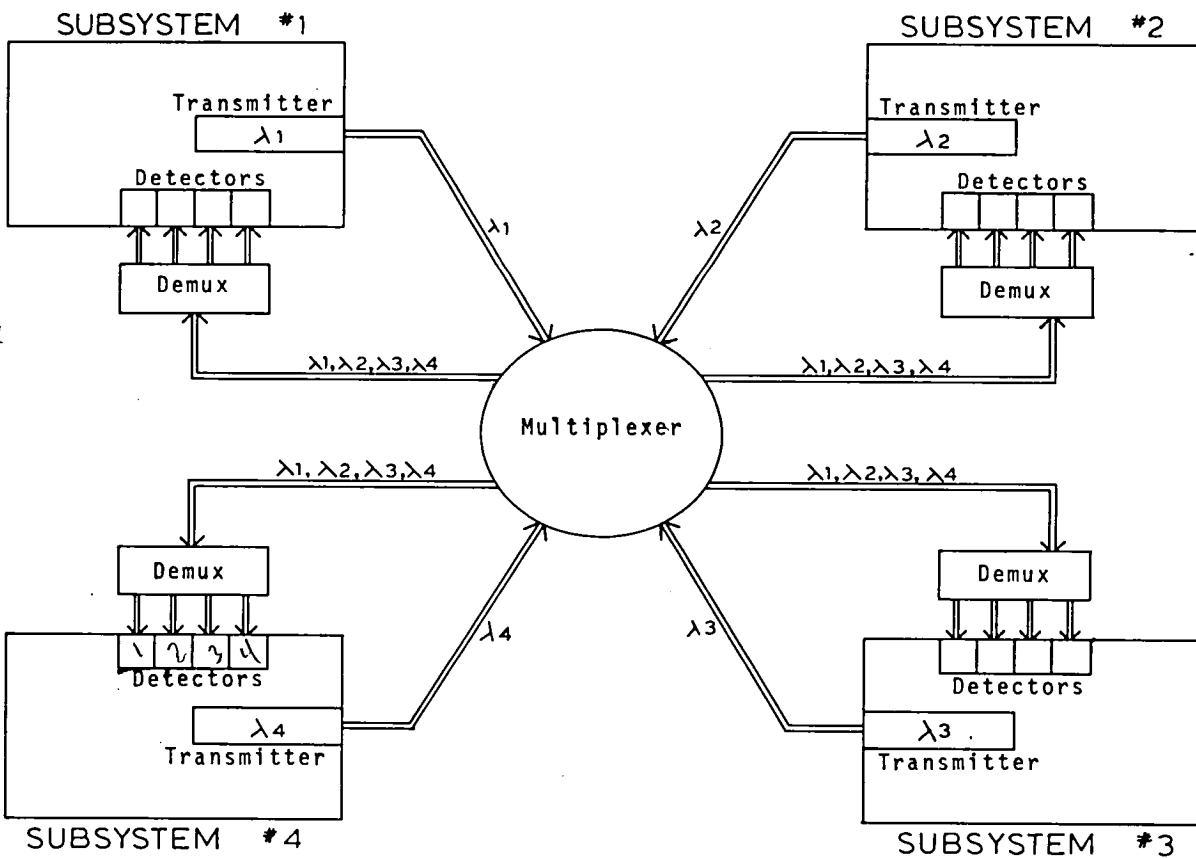 SUBSYSTEM #1
SUBSYSTEM #2
Transmitter
λ1
Transmitter
λ2
Detectors
Detectors
λ1
λ2
Demux
Demux
λ1,λ2,λ3,λ4
λ1,λ2,λ3,λ4
Multiplexer
λ1,λ2,λ3,λ4
λ1,λ2,λ3,λ4
Demux
Demux
λ4
λ3
1 2 3 4
Detectors
Detectors
λ4
λ3
Transmitter
Transmitter
SUBSYSTEM #4
SUBSYSTEM #3